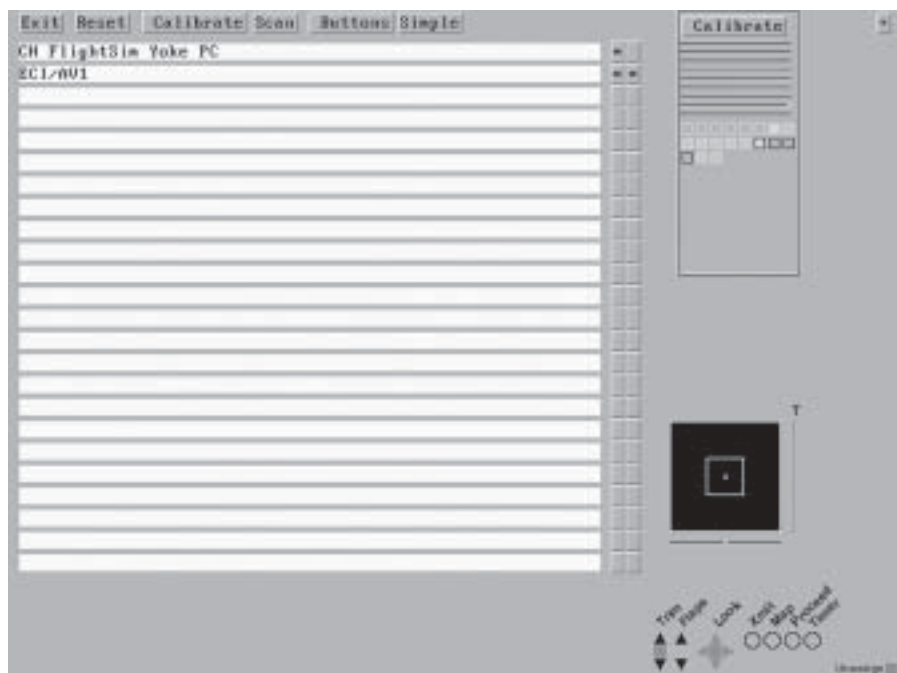 Exit Reset Calibrate Scan Buttons Simple
Calibrate
CH FlightSim Yoke PC
ECI/AV1
T
Trim Flaps Look Xmit Map Proceed Timer